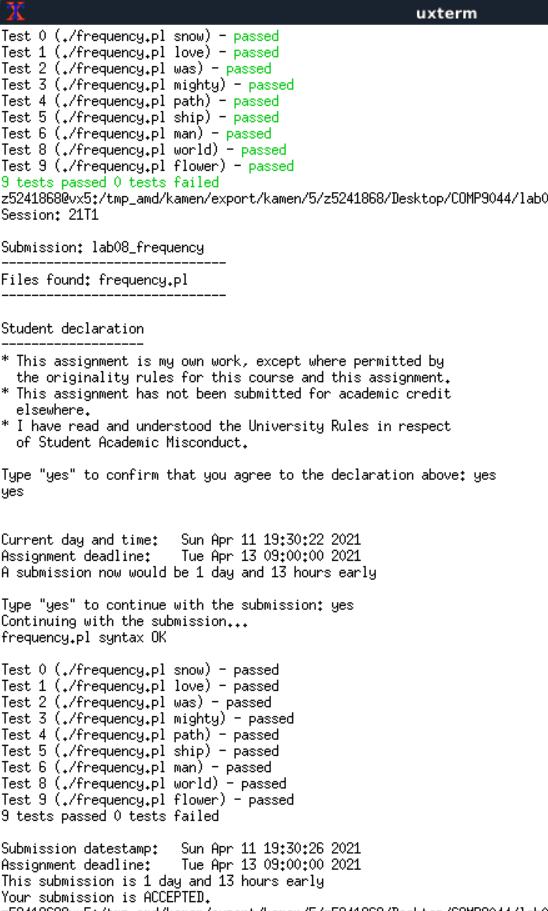 uxterm
Test 0 (./frequency.pl snow) - passed
Test 1 (./frequency.pl love) - passed
Test 2 (./frequency.pl was) - passed
Test 3 (./frequency.pl mighty) - passed
Test 4 (./frequency.pl path) - passed
Test 5 (./frequency.pl ship) - passed
Test 6 (./frequency.pl man) - passed
Test 8 (./frequency.pl world) - passed
Test 9 (./frequency.pl flower) - passed
9 tests passed 0 tests failed
z5241868@vx5:/tmp_amd/kamen/export/kamen/5/z5241868/Desktop/COMP9044/lab0
Session: 21T1
Submission: lab08_frequency
------------------------------
Files found: frequency.pl
------------------------------
Student declaration
-------------------
* This assignment is my own work, except where permitted by
the originality rules for this course and this assignment.
* This assignment has not been submitted for academic credit
elsewhere.
* I have read and understood the University Rules in respect
of Student Academic Misconduct.
Type "yes" to confirm that you agree to the declaration above: yes
yes
Current day and time:   Sun Apr 11 19:30:22 2021
Assignment deadline:    Tue Apr 13 09:00:00 2021
A submission now would be 1 day and 13 hours early
Type "yes" to continue with the submission: yes
Continuing with the submission...
frequency.pl syntax OK
Test 0 (./frequency.pl snow) - passed
Test 1 (./frequency.pl love) - passed
Test 2 (./frequency.pl was) - passed
Test 3 (./frequency.pl mighty) - passed
Test 4 (./frequency.pl path) - passed
Test 5 (./frequency.pl ship) - passed
Test 6 (./frequency.pl man) - passed
Test 8 (./frequency.pl world) - passed
Test 9 (./frequency.pl flower) - passed
9 tests passed 0 tests failed
Submission datestamp:   Sun Apr 11 19:30:26 2021
Assignment deadline:    Tue Apr 13 09:00:00 2021
This submission is 1 day and 13 hours early
Your submission is ACCEPTED.